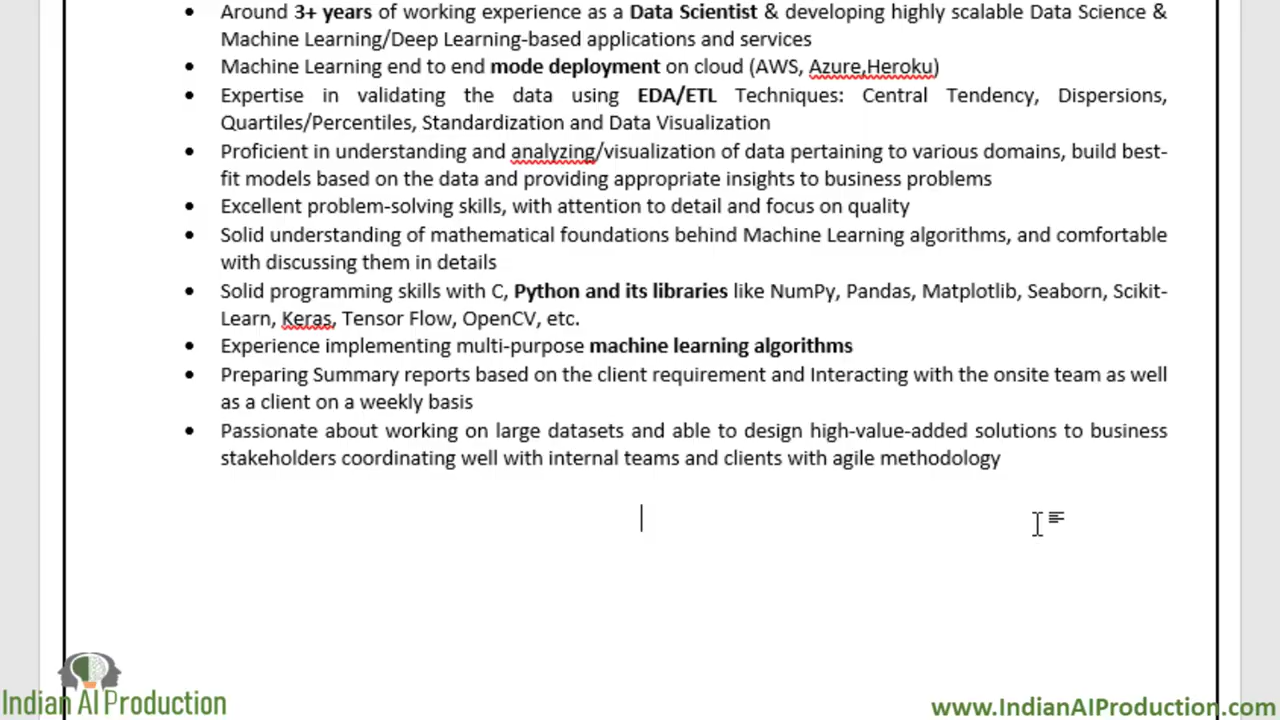 • Around 3+ years of working experience as a Data Scientist & developing highly scalable Data Science &
Machine Learning/Deep Learning-based applications and services
• Machine Learning end to end mode deployment on cloud (AWS, Azure,Heroku)
• Expertise in validating the data using EDA/ETL Techniques: Central Tendency, Dispersions,
Quartiles/Percentiles, Standardization and Data Visualization
• Proficient in understanding and analyzing/visualization of data pertaining to various domains, build best-
fit models based on the data and providing appropriate insights to business problems
• Excellent problem-solving skills, with attention to detail and focus on quality
• Solid understanding of mathematical foundations behind Machine Learning algorithms, and comfortable
with discussing them in details
• Solid programming skills with C, Python and its libraries like NumPy, Pandas, Matplotlib, Seaborn, Scikit-
Learn, Keras, Tensor Flow, OpenCV, etc.
• Experience implementing multi-purpose machine learning algorithms
• Preparing Summary reports based on the client requirement and Interacting with the onsite team as well
as a client on a weekly basis
• Passionate about working on large datasets and able to design high-value-added solutions to business
stakeholders coordinating well with internal teams and clients with agile methodology
Indian AI Production
www.IndianAIProduction.com